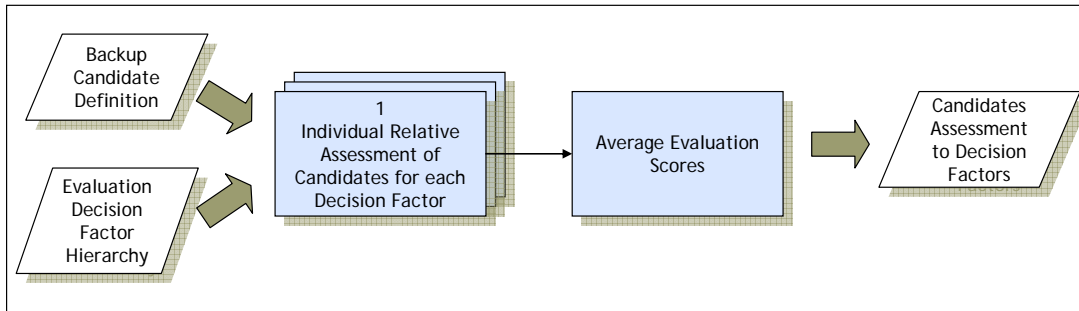 Backup
Candidate
Definition
Evaluation
Decision
Factor
Hierarchy
1
Individual Relative
Assessment of
Candidates for each
Decision Factor
Average Evaluation
Scores
Candidates
Assessment
to Decision
Factors